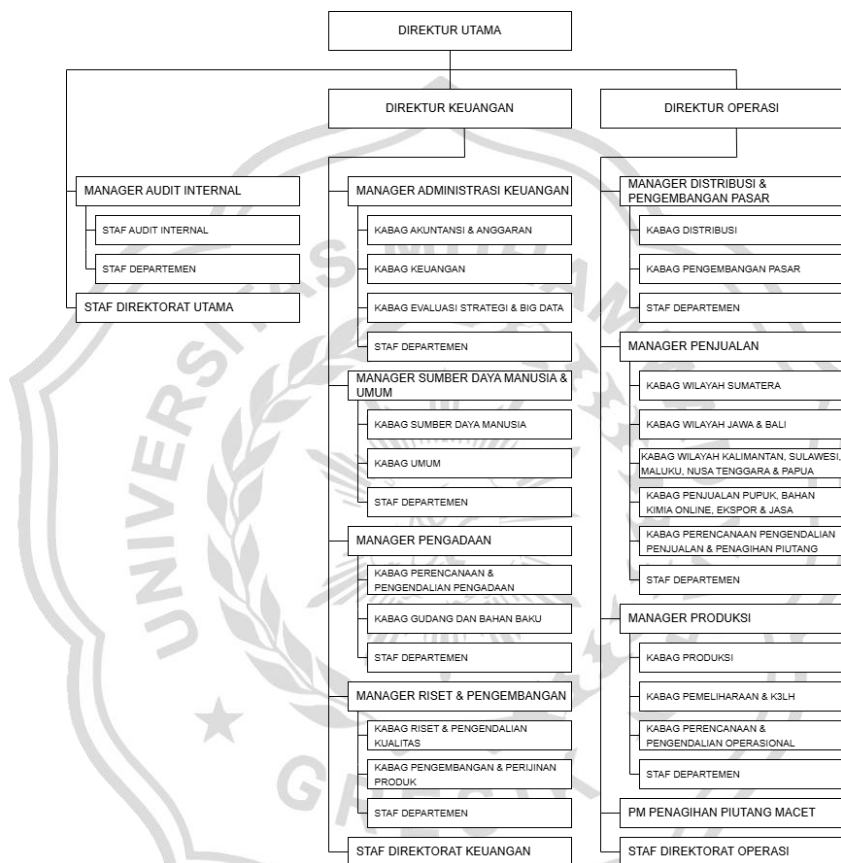 DIREKTUR UTAMA
DIREKTUR KEUANGAN
DIREKTUR OPERASI
MANAGER AUDIT INTERNAL
STAF AUDIT INTERNAL
STAF DEPARTEMEN
STAF DIREKTORAT UTAMA
MANAGER ADMINISTRASI KEUANGAN
KABAG AKUNTANSI & ANGGARAN
KABAG KEUANGAN
KABAG EVALUASI STRATEGI & BIG DATA
STAF DEPARTEMEN
MANAGER SUMBER DAYA MANUSIA &
UMUM
KABAG SUMBER DAYA MANUSIA
KABAG UMUM
STAF DEPARTEMEN
MANAGER PENGADAAN
KABAG PERENCANAAN &
PENGENDALIAN PENGADAAN
KABAG GUDANG DAN BAHAN BAKU
STAF DEPARTEMEN
MANAGER RISET & PENGEMBANGAN
KABAG RISET & PENGENDALIAN
KUALITAS
KABAG PENGEMBANGAN & PERIJINAN
PRODUK
STAF DEPARTEMEN
STAF DIREKTORAT KEUANGAN
MANAGER DISTRIBUSI &
PENGEMBANGAN PASAR
KABAG DISTRIBUSI
KABAG PENGEMBANGAN PASAR
STAF DEPARTEMEN
MANAGER PENJUALAN
KABAG WILAYAH SUMATERA
KABAG WILAYAH JAWA & BALI
KABAG WILAYAH KALIMANTAN, SULAWESI,
MALUKU, NUSA TENGGARA & PAPUA
KABAG PENJUALAN PUPUK, BAHAN
KIMIA ONLINE, EKSPOR & JASA
KABAG PERENCANAAN PENGENDALIAN
PENJUALAN & PENAGIHAN PIUTANG
STAF DEPARTEMEN
MANAGER PRODUKSI
KABAG PRODUKSI
KABAG PEMELIHARAAN & K3LH
KABAG PERENCANAAN &
PENGENDALIAN OPERASIONAL
STAF DEPARTEMEN
PM PENAGIHAN PIUTANG MACET
STAF DIREKTORAT OPERASI